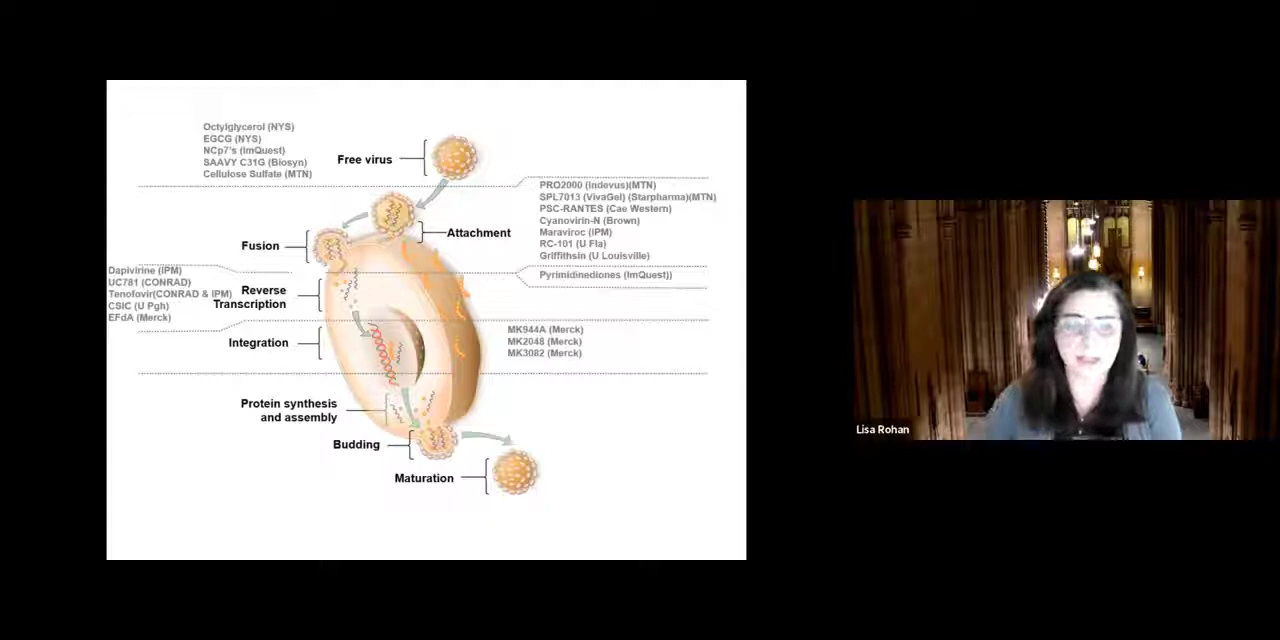 Octylglycerol (NYS)
EGCG (NYS)
NCp7's (ImQuest)
SAAVY C31G (Biosyn)
Cellulose Sulfate (MTN)
Free virus
PRO2000 (Indevus)(MTN)
SPL7013 (VivaGel) (Starpharma)(MTN)
PSC-RANTES (Cae Western)
Cyanovirin-N (Brown)
Maraviroc (IPM)
RC-101 (U Fla)
Griffithsin (U Louisville)
Attachment
Fusion
Pyrimidinediones (ImQuest))
Dapivirine (IPM)
UC781 (CONRAD)
Tenofovir(CONRAD & IPM)
CSIC (U Pgh)
EFdA (Merck)
Reverse
Transcription
Integration
MK944A (Merck)
MK2048 (Merck)
MK3082 (Merck)
Protein synthesis
and assembly
Budding
Maturation
Lisa Rohan